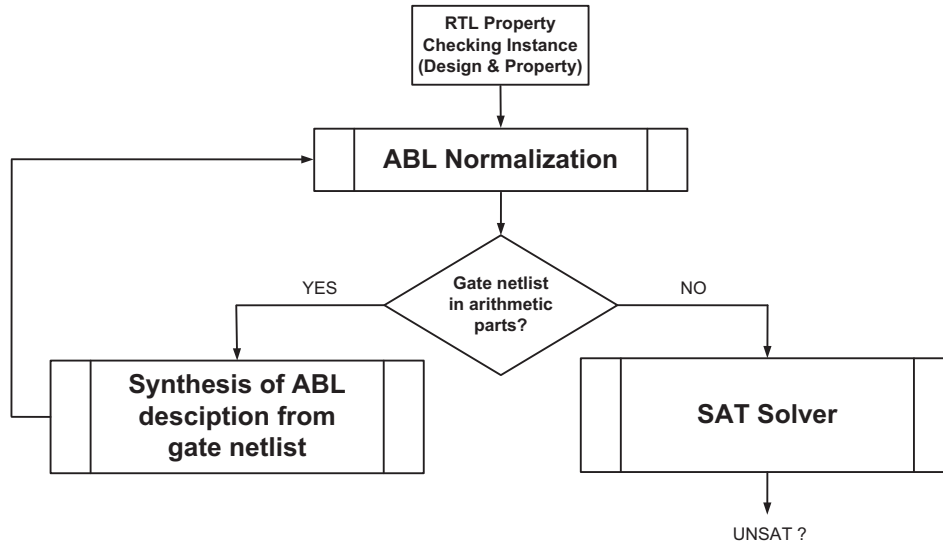 RTL Property
Checking Instance
(Design & Property)
ABL Normalization
Gate netlist
in arithmetic
parts?
YES
NO
Synthesis of ABL
desciption from
gate netlist
SAT Solver
UNSAT ?